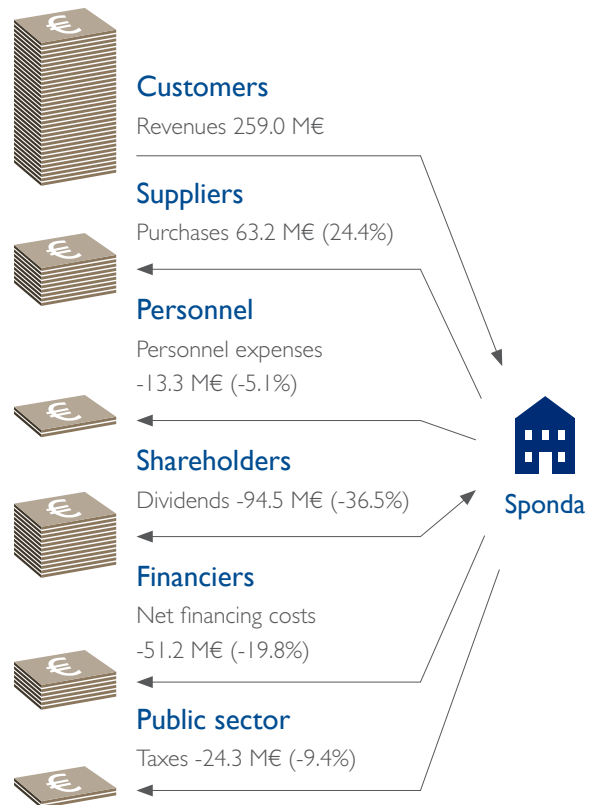 €
Customers
Revenues 259.0 M€
Suppliers
Purchases 63.2 M€ (24.4%)
€
Personnel
Personnel expenses
-13.3 M€ (-5.1%)
€
Shareholders
Dividends -94.5 M€ (-36.5%)
€
Sponda
Financiers
Net financing costs
-51.2 M€ (-19.8%)
€
Public sector
Taxes -24.3 M€ (-9.4%)
€